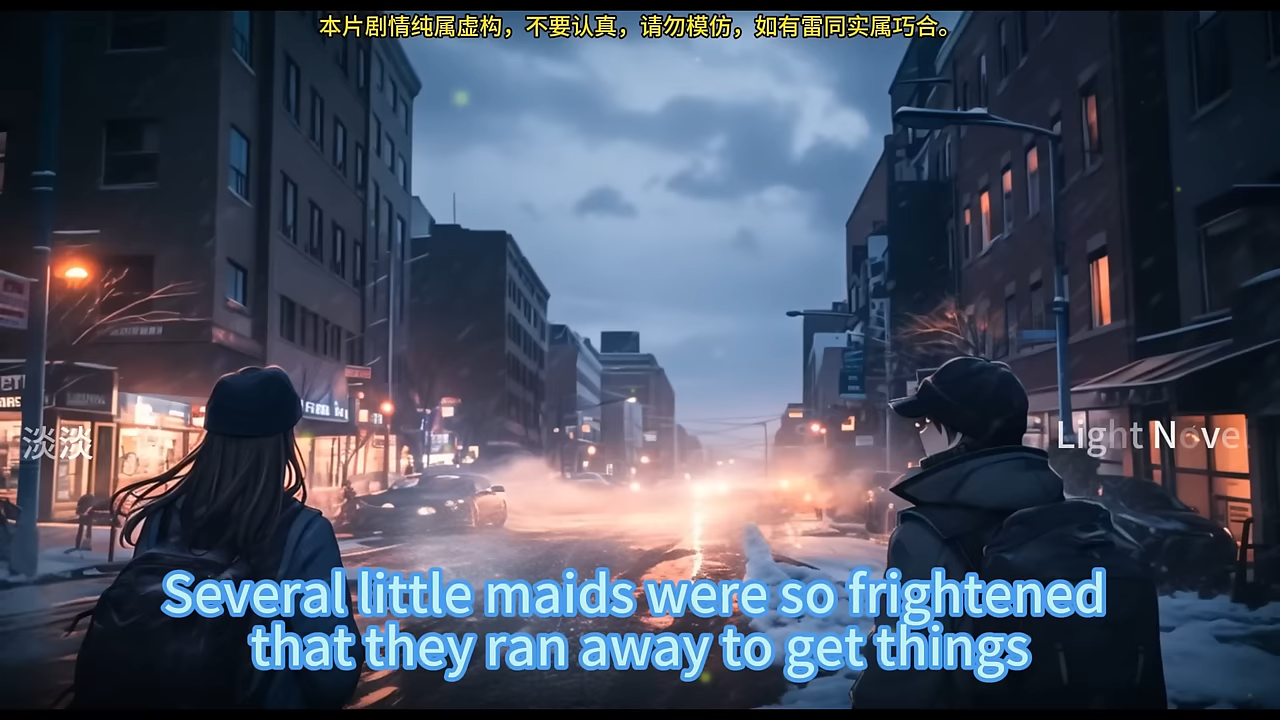 本片剧情纯属虚构，不要认真，请勿模仿，如有雷同实属巧合。
淡淡
Light Novel
Several little maids were so frightened
that they ran away to get things